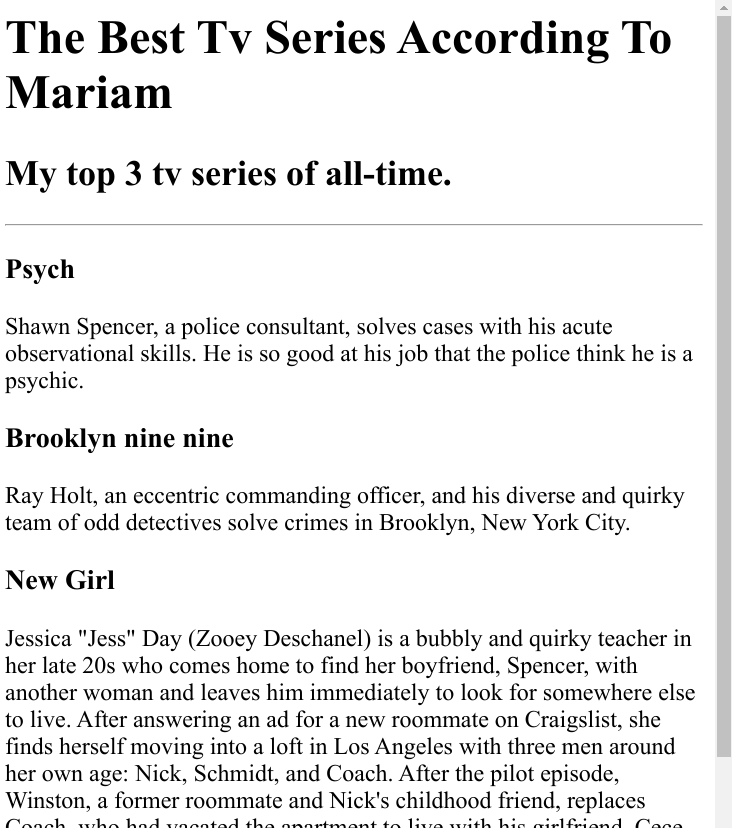 The Best Tv Series According To
Mariam
My top 3 tv series of all-time.
Psych
Shawn Spencer, a police consultant, solves cases with his acute
observational skills. He is so good at his job that the police think he is a
psychic.
Brooklyn nine nine
Ray Holt, an eccentric commanding officer, and his diverse and quirky
team of odd detectives solve crimes in Brooklyn, New York City.
New Girl
Jessica "Jess" Day (Zooey Deschanel) is a bubbly and quirky teacher in
her late 20s who comes home to find her boyfriend, Spencer, with
another woman and leaves him immediately to look for somewhere else
to live. After answering an ad for a new roommate on Craigslist, she
finds herself moving into a loft in Los Angeles with three men around
her own age: Nick, Schmidt, and Coach. After the pilot episode,
Winston, a former roommate and Nick's childhood friend, replaces
Coach, who had vacated the apartment to live with his girlfriend. Cece,